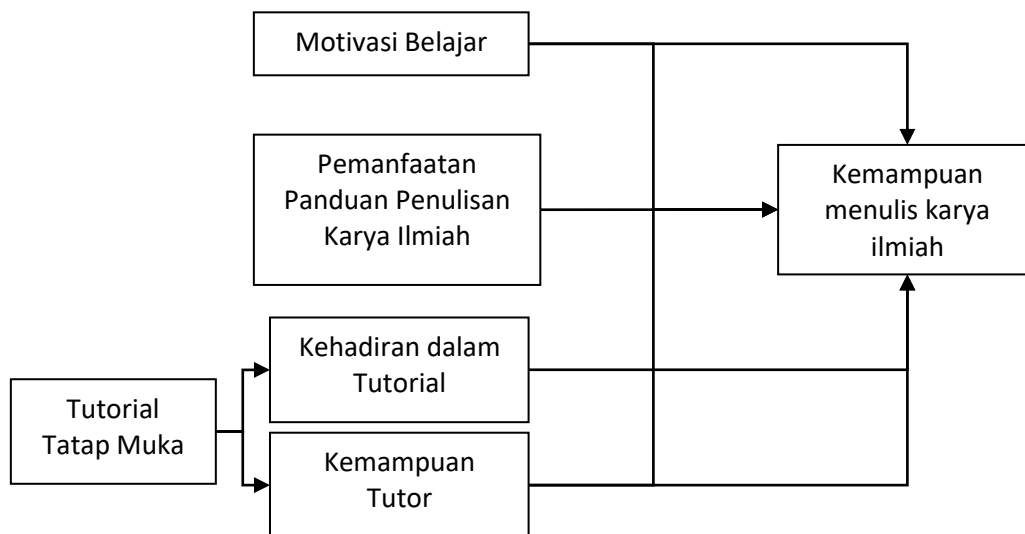 Motivasi Belajar
Pemanfaatan
Panduan Penulisan
Karya Ilmiah
Kemampuan
menulis karya
ilmiah
Kehadiran dalam
Tutorial
Tutorial
Tatap Muka
Kemampuan
Tutor